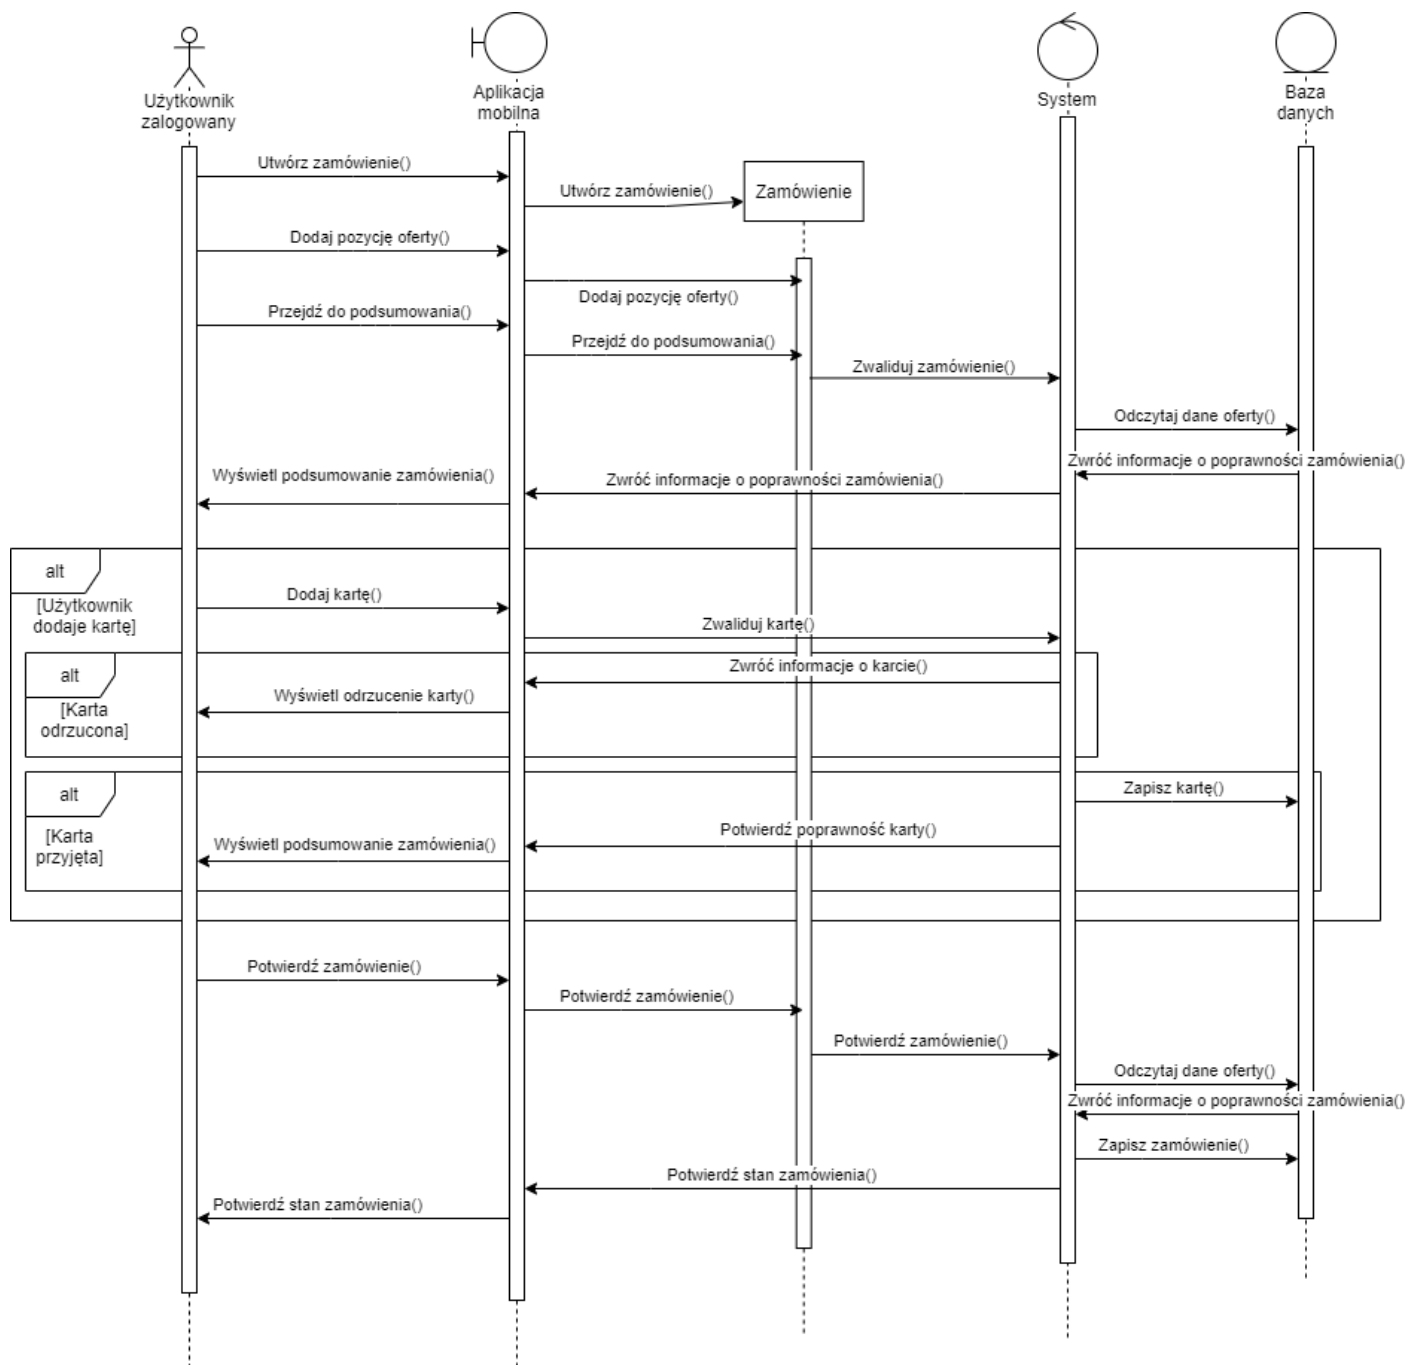 Użytkownik
zalogowany
Aplikacja
mobilna
System
Baza
danych
Utwórz zamówienie()
Utwórz zamówienie()
Zamówienie
Dodaj pozycję oferty()
Dodaj pozycję oferty()
Przejdź do podsumowania()
Przejdź do podsumowania()
Zwaliduj zamówienie()
Odczytaj dane oferty()
Zwróć informacje o poprawności zamówienia()
Wyświetl podsumowanie zamówienia()
Zwróć informacje o poprawności zamówienia()
alt
[Użytkownik
dodaje kartę]
Dodaj kartę()
Zwaliduj kartę()
alt
[Karta
odrzucona]
Zwróć informacje o karcie()
Wyświetl odrzucenie karty()
alt
[Karta
przyjęta]
Zapisz kartę()
Potwierdź poprawność karty()
Wyświetl podsumowanie zamówienia()
Potwierdź zamówienie()
Potwierdź zamówienie()
Potwierdź zamówienie()
Odczytaj dane oferty()
Zwróć informacje o poprawności zamówienia()
Zapisz zamówienie()
Potwierdź stan zamówienia()
Potwierdź stan zamówienia()